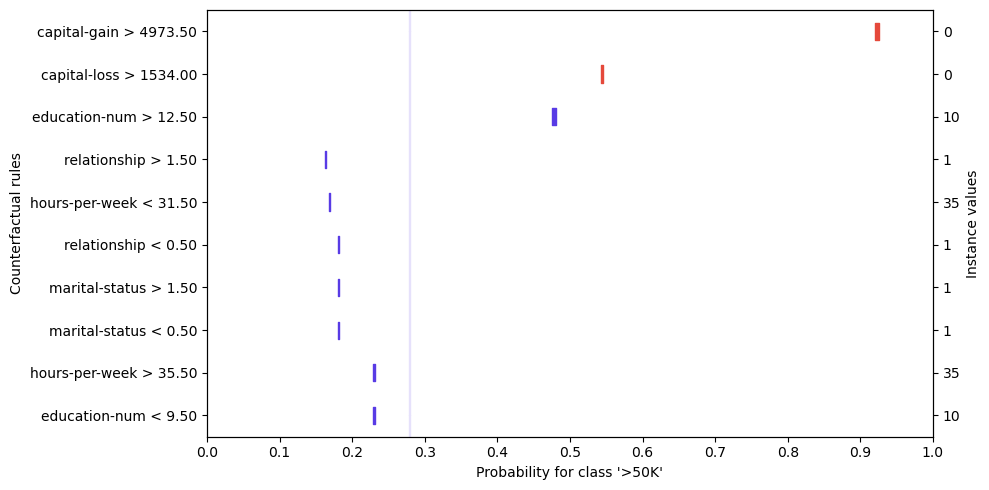 capital-gain > 4973.50 0
capital-loss > 1534.00 0
education-num > 12.50 10
relationship > 1.50 1
hours-per-week < 31.50 35
relationship < 0.50 1
marital-status > 1.50 1
marital-status < 0.50 1
hours-per-week > 35.50 35
education-num < 9.50 10
Counterfactual rules
Instance values
0.0 0.1 0.2 0.3 0.4 0.5 0.6 0.7 0.8 0.9 1.0
Probability for class '>50K'